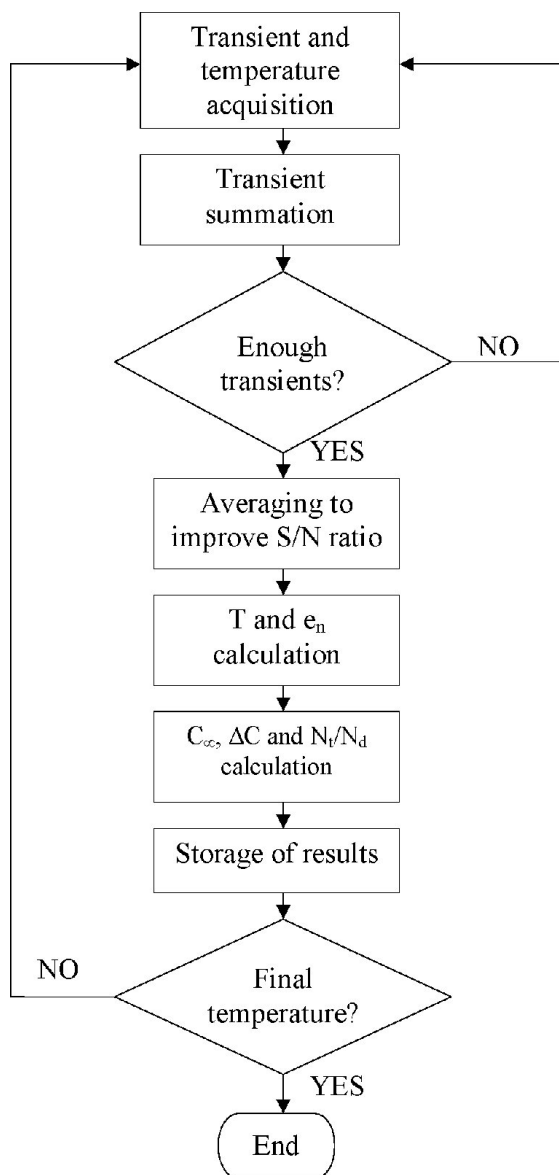 Transient and
temperature
acquisition
Transient
summation
Enough
transients?
NO
YES
Averaging to
improve S/N ratio
T and eₙ
calculation
C∞, ΔC and Nₜ/N_d
calculation
Storage of results
NO
Final
temperature?
YES
End